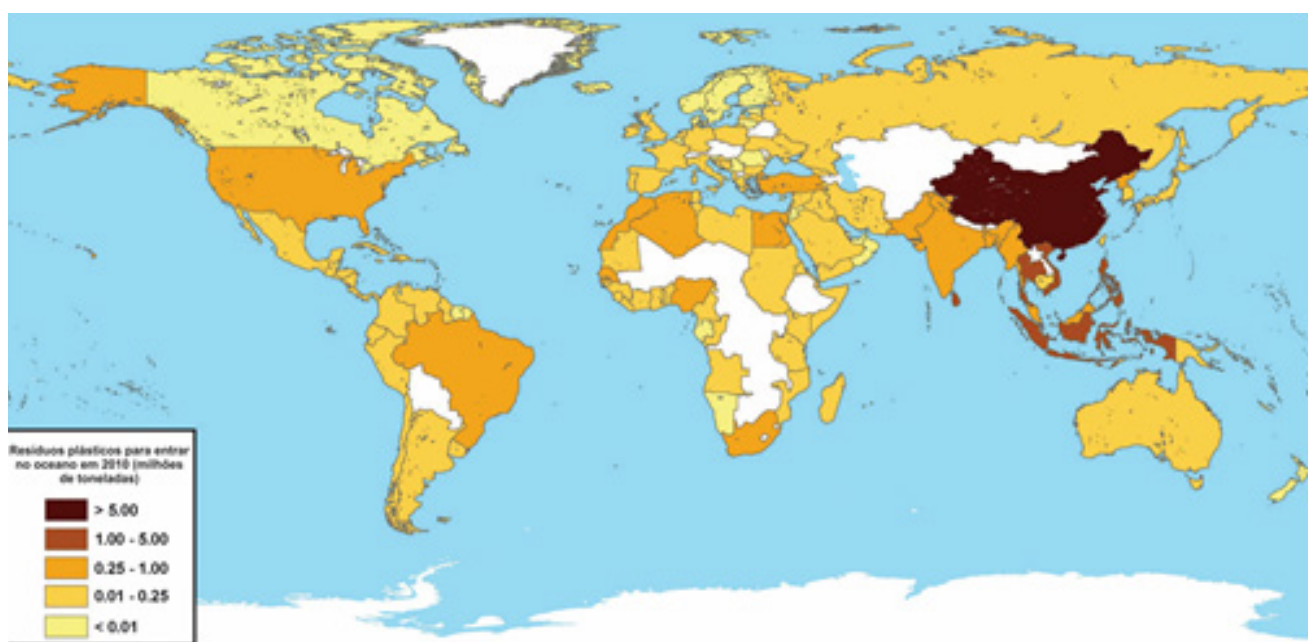 Resíduos plásticos para entrar
no oceano em 2010 (milhões
de toneladas)
> 5.00
1.00 - 5.00
0.25 - 1.00
0.01 - 0.25
< 0.01